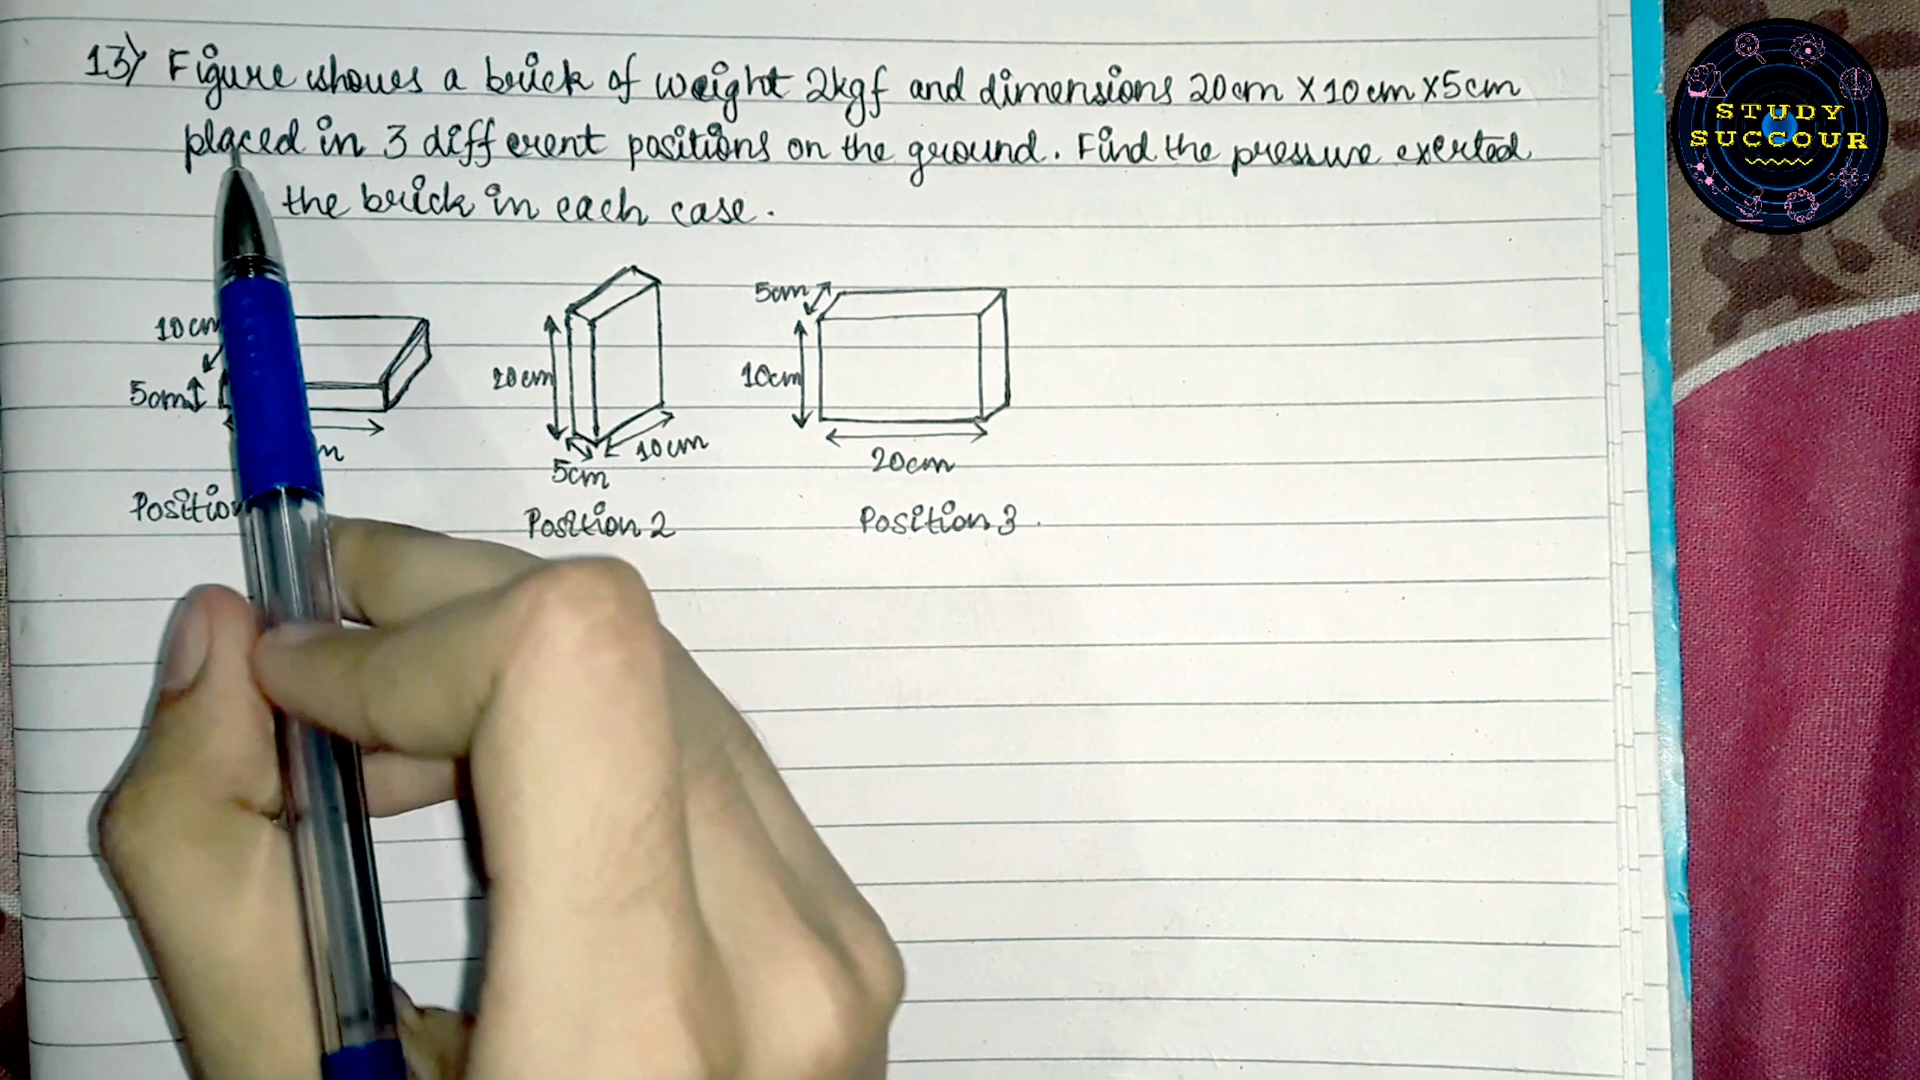 13) Figure shows a brick of weight 2kgf and dimensions 20cm X 10cm X 5cm
placed in 3 different positions on the ground. Find the pressure exerted
the brick in each case.
10cm
5cm
20cm
5cm
10cm
5cm
10cm
20cm
Position 2
Position 3.
STUDY
SUCCOUR